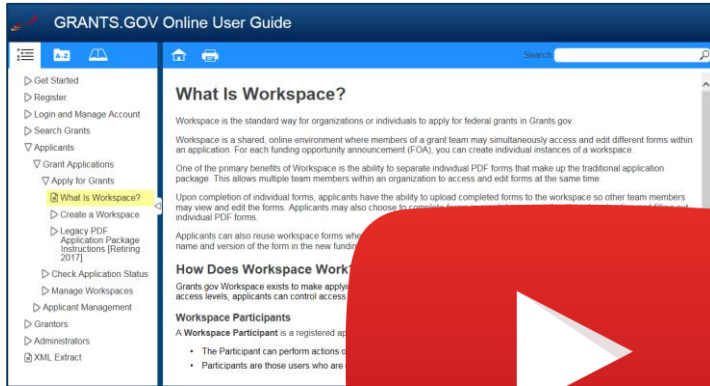 GRANTS.GOV Online User Guide
A-Z
Search
Get Started
Register
Login and Manage Account
Search Grants
Applicants
Grant Applications
Apply for Grants
What Is Workspace?
Create a Workspace
Legacy PDF
Application Package
Instructions [Retiring
2017]
Check Application Status
Manage Workspaces
Applicant Management
Grantors
Administrators
XML Extract
What Is Workspace?
Workspace is the standard way for organizations or individuals to apply for federal grants in Grants.gov.
Workspace is a shared, online environment where members of a grant team may simultaneously access and edit different forms within
an application. For each funding opportunity announcement (FOA), you can create individual instances of a workspace.
One of the primary benefits of Workspace is the ability to separate individual PDF forms that make up the traditional application
package. This allows multiple team members within an organization to access and edit forms at the same time.
Upon completion of individual forms, applicants have the ability to upload completed forms to the workspace so other team members
may view and edit the forms. Applicants may also choose to complete forms
individual PDF forms.
Applicants can also reuse workspace forms
name and version of the form in the new
How Does Workspace Work
Grants.gov Workspace exists to make
access levels, applicants can control access
Workspace Participants
A Workspace Participant is a registered
• The Participant can perform actions
• Participants are those users who are